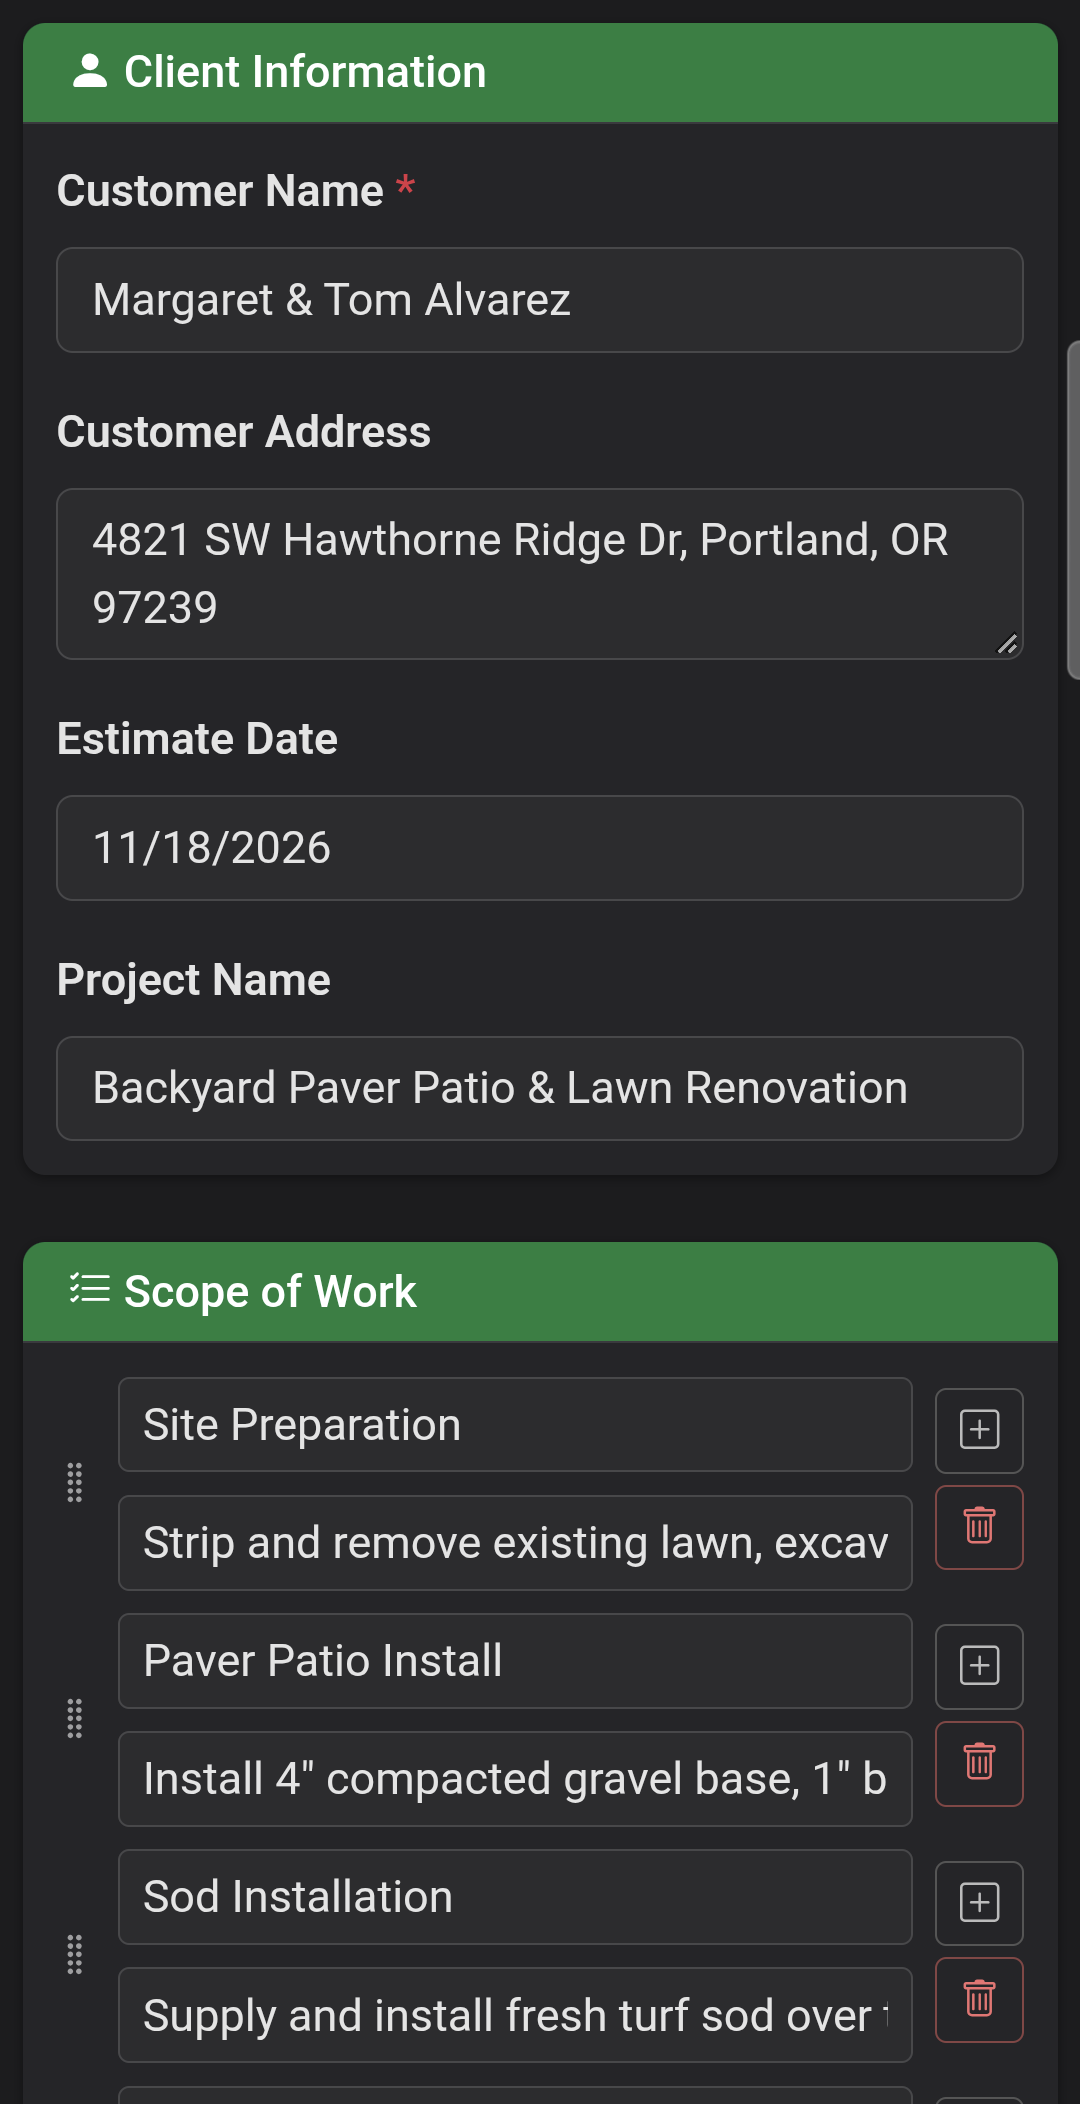 Client Information
Customer Name *
Margaret & Tom Alvarez
Customer Address
4821 SW Hawthorne Ridge Dr, Portland, OR
97239
Estimate Date
11/18/2026
Project Name
Backyard Paver Patio & Lawn Renovation
Scope of Work
Site Preparation
Strip and remove existing lawn, excav
Paver Patio Install
Install 4" compacted gravel base, 1" b
Sod Installation
Supply and install fresh turf sod over